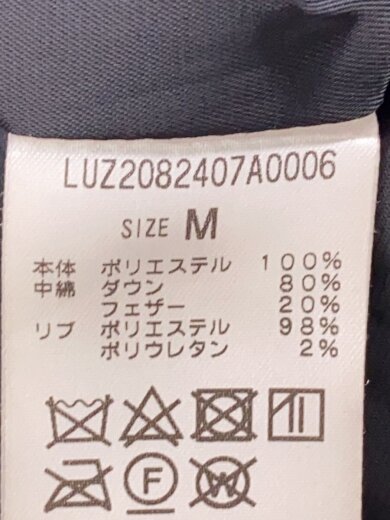 LUZ2082407A0006
SIZE M
本体 ポリエステル 100%
中綿 ダウン 80%
フェザー 20%
リブ ポリエステル 98%
ポリウレタン 2%
F W